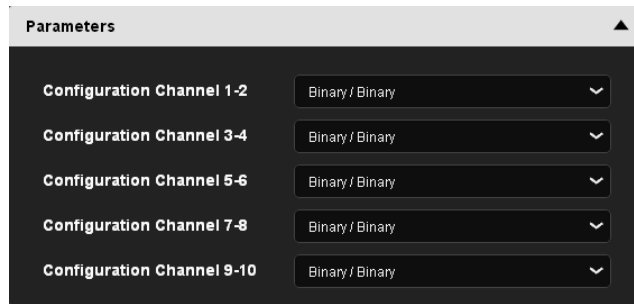 Parameters
Configuration Channel 1-2 Binary / Binary
Configuration Channel 3-4 Binary / Binary
Configuration Channel 5-6 Binary / Binary
Configuration Channel 7-8 Binary / Binary
Configuration Channel 9-10 Binary / Binary